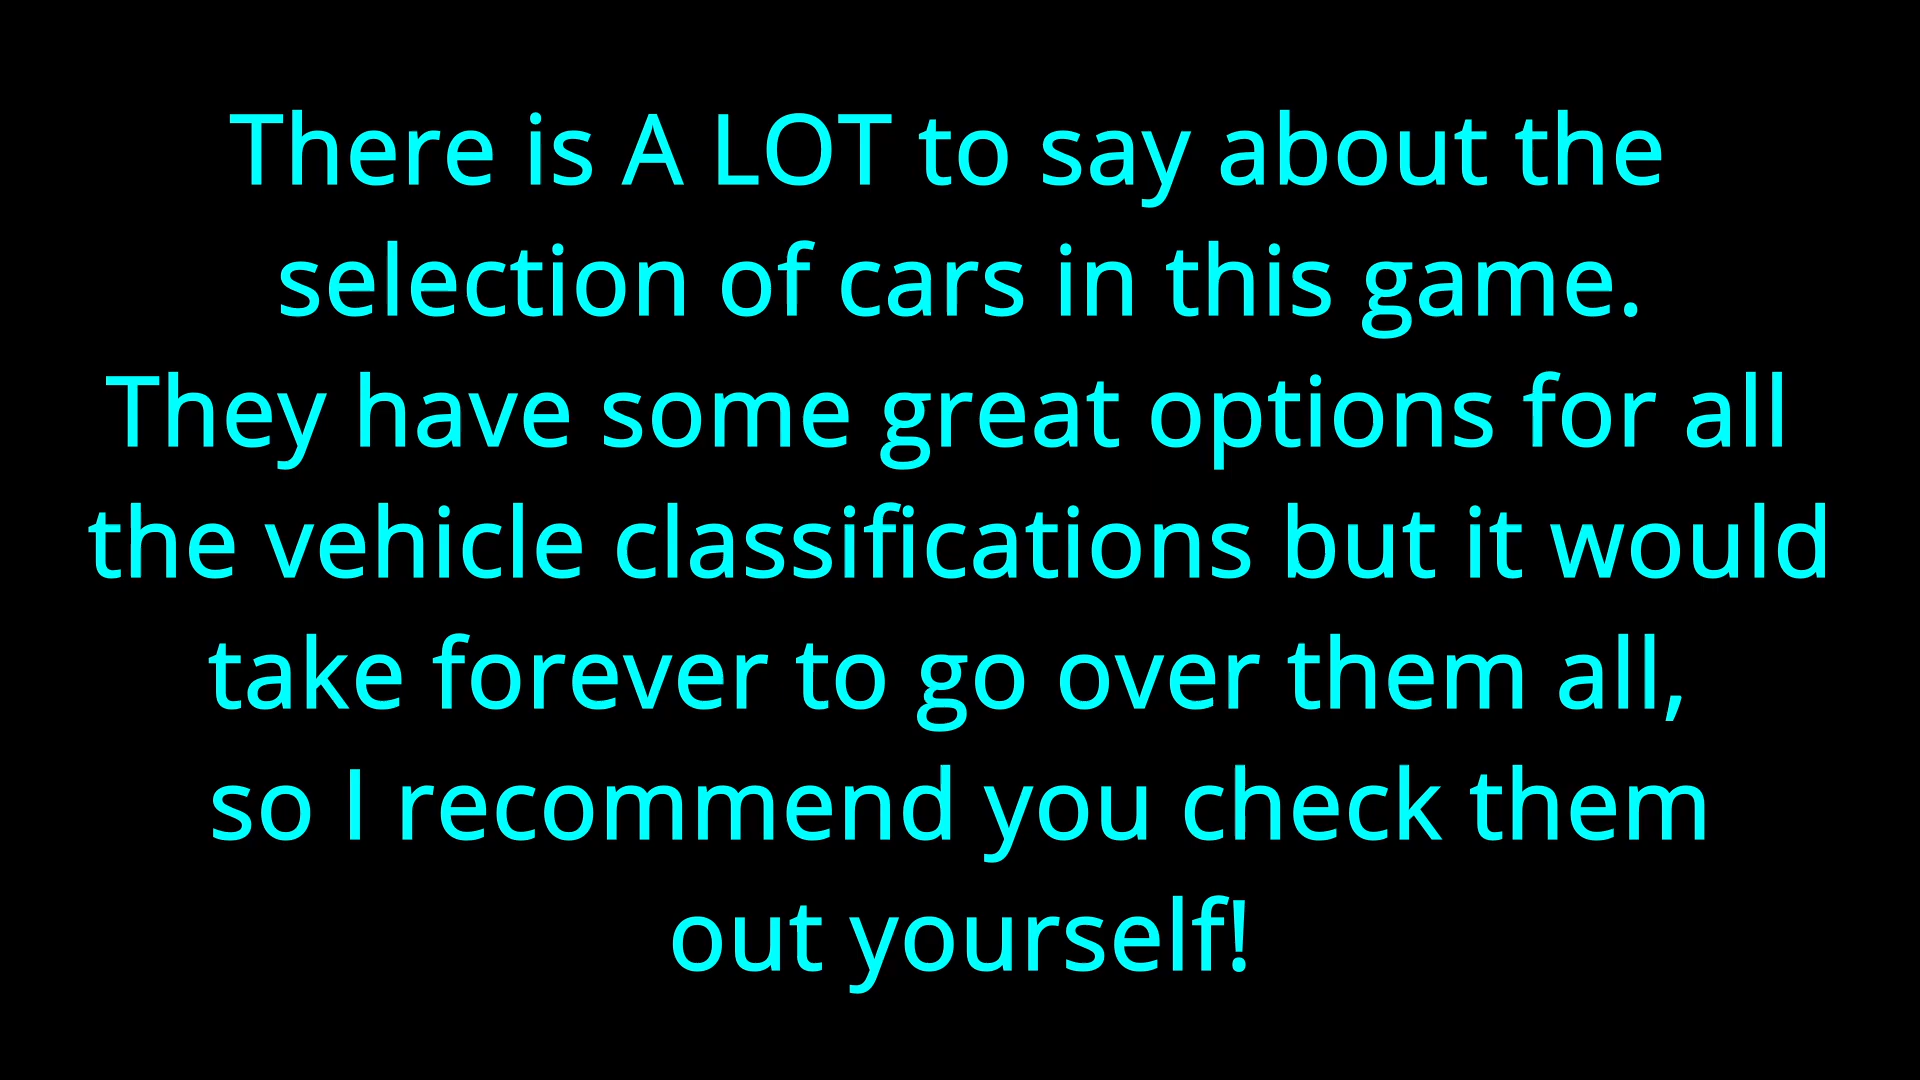 There is A LOT to say about the
selection of cars in this game.
They have some great options for all
the vehicle classifications but it would
take forever to go over them all,
so I recommend you check them
out yourself!